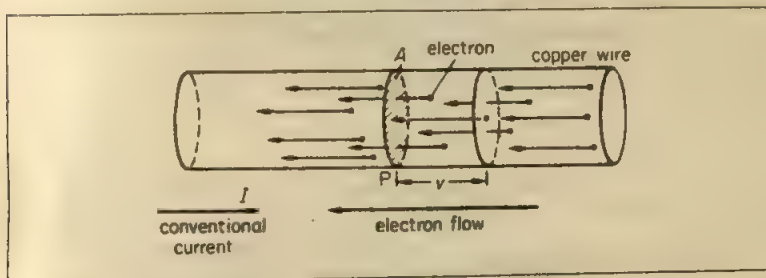 A
electron
copper wire
P
v
I
conventional
current
electron flow